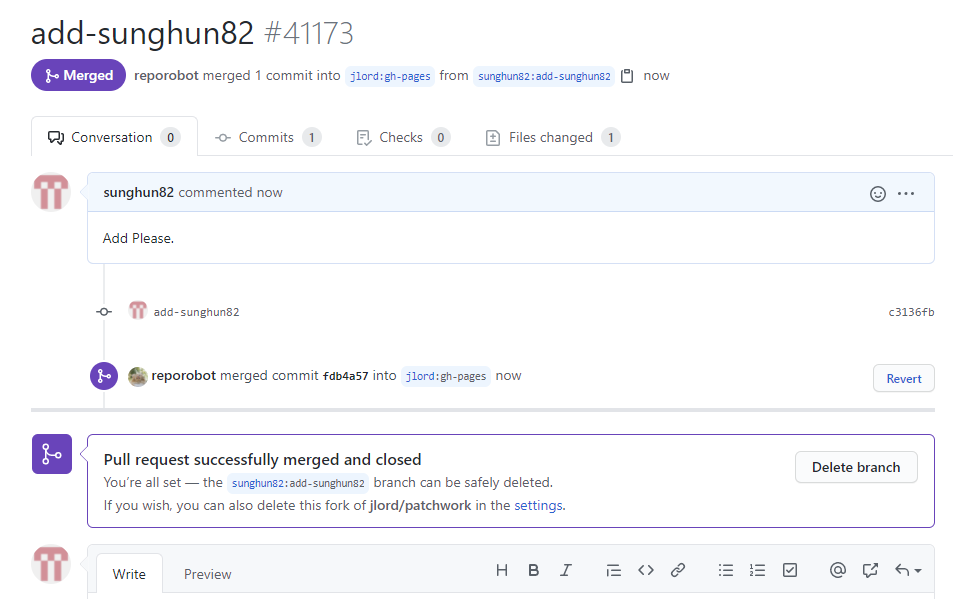 add-sunghun82 #41173
Merged reporobot merged 1 commit into jlord:gh-pages from sunghun82:add-sunghun82 now
Conversation 0 Commits 1 Checks 0 Files changed 1
sunghun82 commented now
Add Please.
add-sunghun82 c3136fb
reporobot merged commit fdb4a57 into jlord:gh-pages now Revert
Pull request successfully merged and closed
You're all set — the sunghun82:add-sunghun82 branch can be safely deleted. Delete branch
If you wish, you can also delete this fork of jlord/patchwork in the settings.
Write Preview H B I